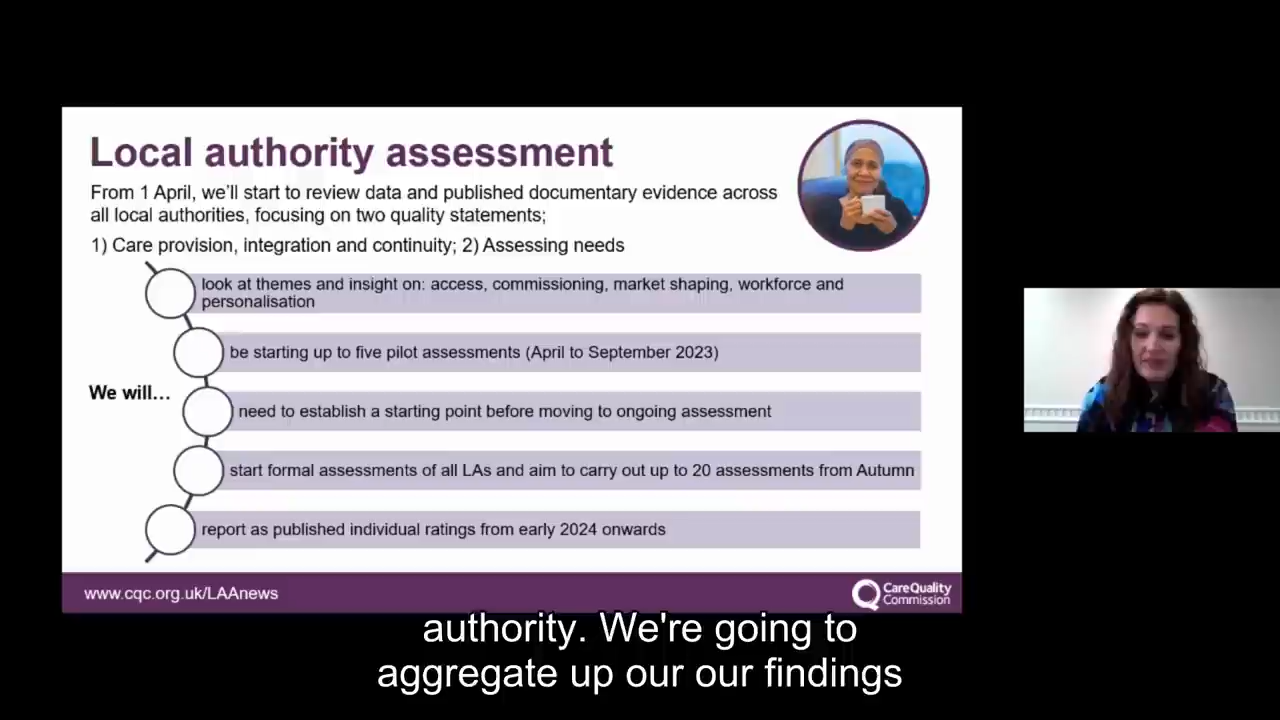 Local authority assessment
From 1 April, we'll start to review data and published documentary evidence across
all local authorities, focusing on two quality statements;
1) Care provision, integration and continuity; 2) Assessing needs
look at themes and insight on: access, commissioning, market shaping, workforce and
personalisation
be starting up to five pilot assessments (April to September 2023)
We will...
need to establish a starting point before moving to ongoing assessment
start formal assessments of all LAs and aim to carry out up to 20 assessments from Autumn
report as published individual ratings from early 2024 onwards
www.cqc.org.uk/LAAnews
CareQuality
Commission
authority. We're going to
aggregate up our our findings